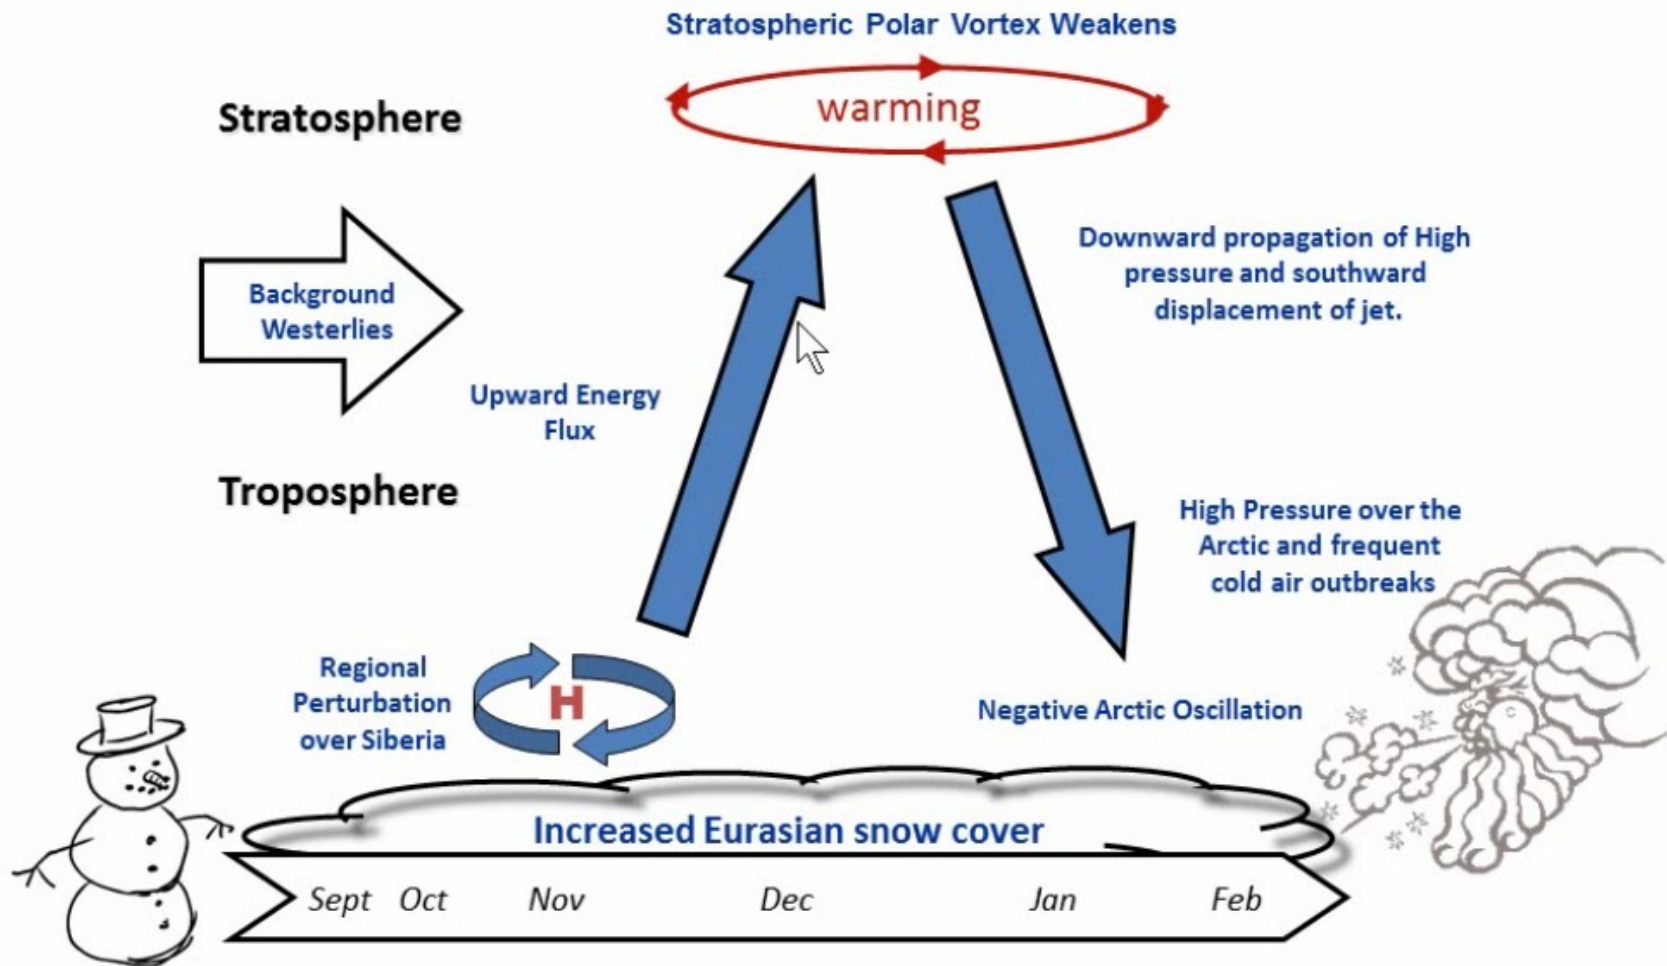 Stratospheric Polar Vortex Weakens
warming
Stratosphere
Background
Westerlies
Downward propagation of High
pressure and southward
displacement of jet.
Upward Energy
Flux
Troposphere
High Pressure over the
Arctic and frequent
cold air outbreaks
Regional
Perturbation
over Siberia
H
Negative Arctic Oscillation
Increased Eurasian snow cover
Sept Oct Nov Dec Jan Feb